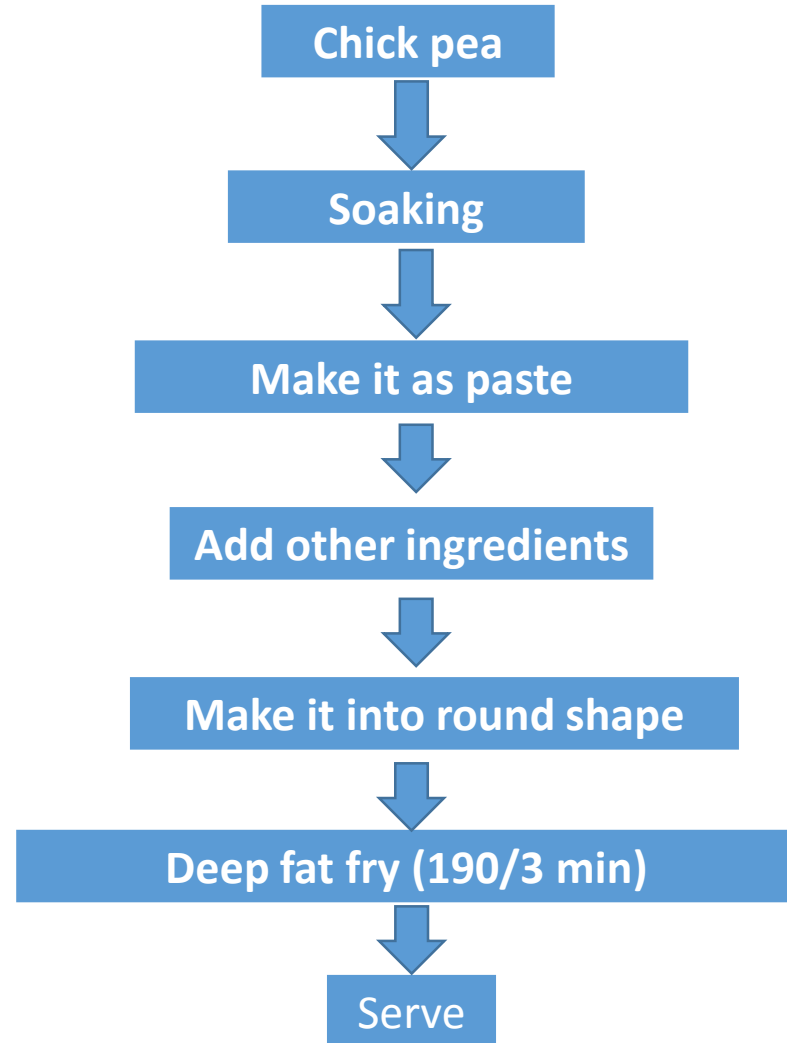 Chick pea
Soaking
Make it as paste
Add other ingredients
Make it into round shape
Deep fat fry (190/3 min)
Serve